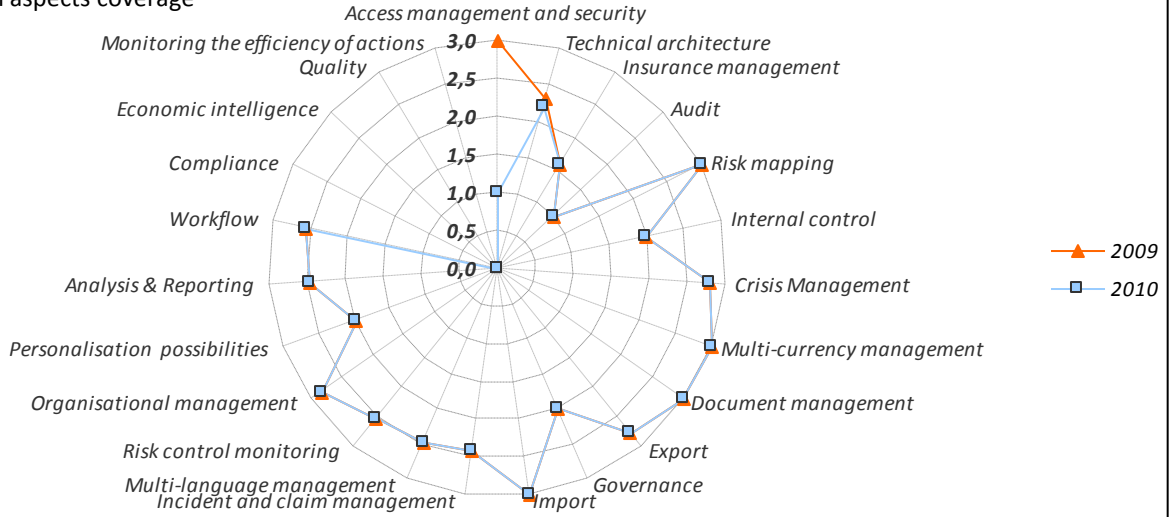 aspects coverage
Access management and security
Monitoring the efficiency of actions
3,0
Technical architecture
Quality
Insurance management
2,5
Economic intelligence
Audit
2,0
Compliance
1,5
Risk mapping
1,0
Workflow
Internal control
0,5
0,0
2009
Analysis & Reporting
Crisis Management
2010
Personalisation possibilities
Multi-currency management
Organisational management
Document management
Risk control monitoring
Export
Multi-language management
Governance
Incident and claim management
Import